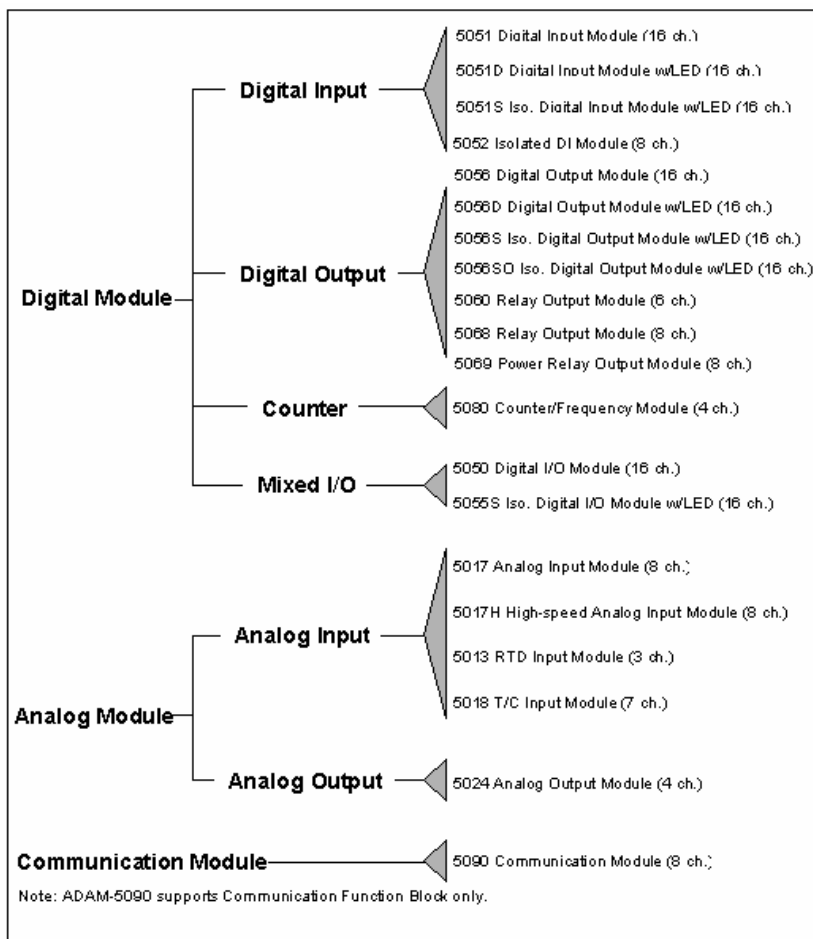 5051 Digital Input Module (16 ch.)
5051D Digital Input Module w/LED (16 ch.)
Digital Input
5051S Iso. Digital Input Module w/LED (16 ch.)
5052 Isolated DI Module (8 ch.)
5056 Digital Output Module (16 ch.)
5056D Digital Output Module w/LED (16 ch.)
5056S Iso. Digital Output Module w/LED (16 ch.)
Digital Output
5056SO Iso. Digital Output Module w/LED (16 ch.)
Digital Module
5060 Relay Output Module (6 ch.)
5068 Relay Output Module (8 ch.)
5069 Power Relay Output Module (8 ch.)
Counter
5080 Counter/Frequency Module (4 ch.)
5050 Digital I/O Module (16 ch.)
Mixed I/O
5055S Iso. Digital I/O Module w/LED (16 ch.)
5017 Analog Input Module (8 ch.)
5017H High-speed Analog Input Module (8 ch.)
Analog Input
5013 RTD Input Module (3 ch.)
5018 T/C Input Module (7 ch.)
Analog Module
Analog Output
5024 Analog Output Module (4 ch.)
Communication Module
5090 Communication Module (8 ch.)
Note: ADAM-5090 supports Communication Function Block only.